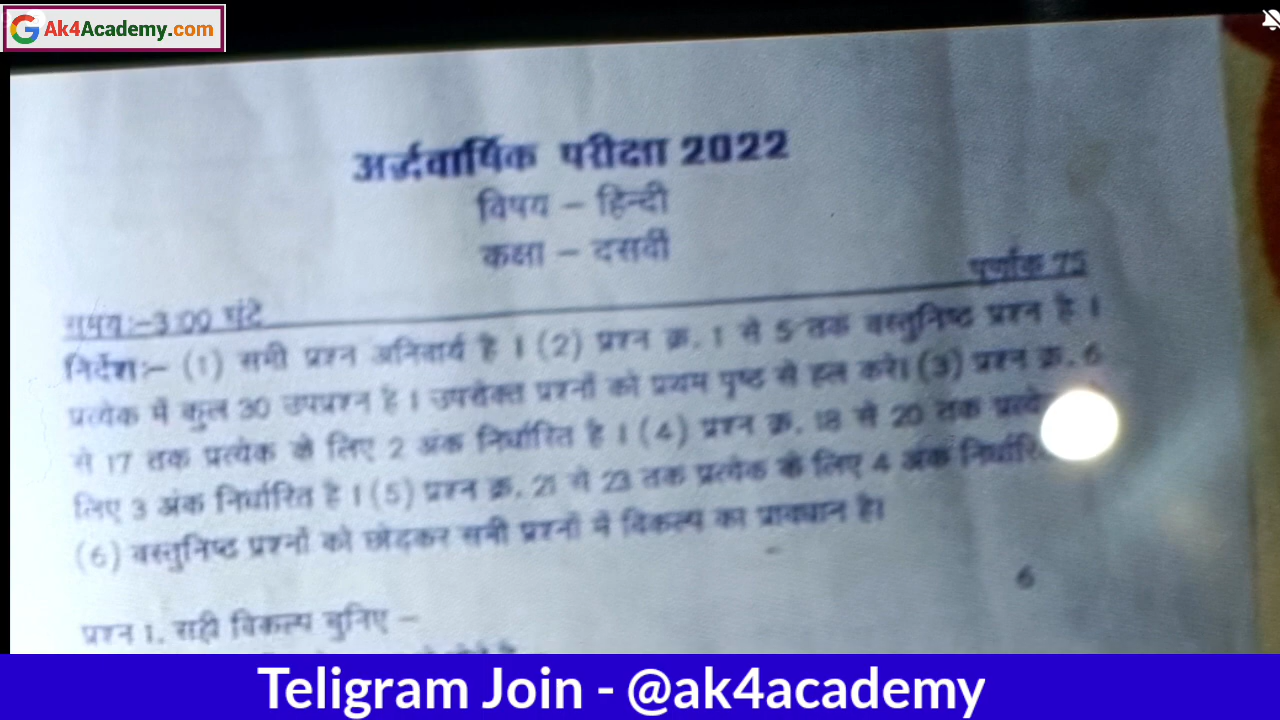 Ak4Academy.com
अर्द्धवार्षिक परीक्षा 2022
विषय – हिन्दी
कक्षा – दसवीं
पूर्णांक 75
समय:–3:00 घंटे
निर्देश:– (1) सभी प्रश्न अनिवार्य है । (2) प्रश्न क्र. 1 से 5 तक वस्तुनिष्ठ प्रश्न है ।
प्रत्येक में कुल 30 उपप्रश्न है । उपरोक्त प्रश्नों को प्रथम पृष्ठ से हल करे। (3) प्रश्न क्र. 6
से 17 तक प्रत्येक के लिए 2 अंक निर्धारित है । (4) प्रश्न क्र. 18 से 20 तक
लिए 3 अंक निर्धारित है । (5) प्रश्न क्र. 21 से 23 तक प्रत्येक के लिए 4 अंक
(6) वस्तुनिष्ठ प्रश्नों को छोड़कर सभी प्रश्नों में विकल्प का प्रावधान है।
6
प्रश्न 1. सही विकल्प चुनिए –
Teligram Join - @ak4academy